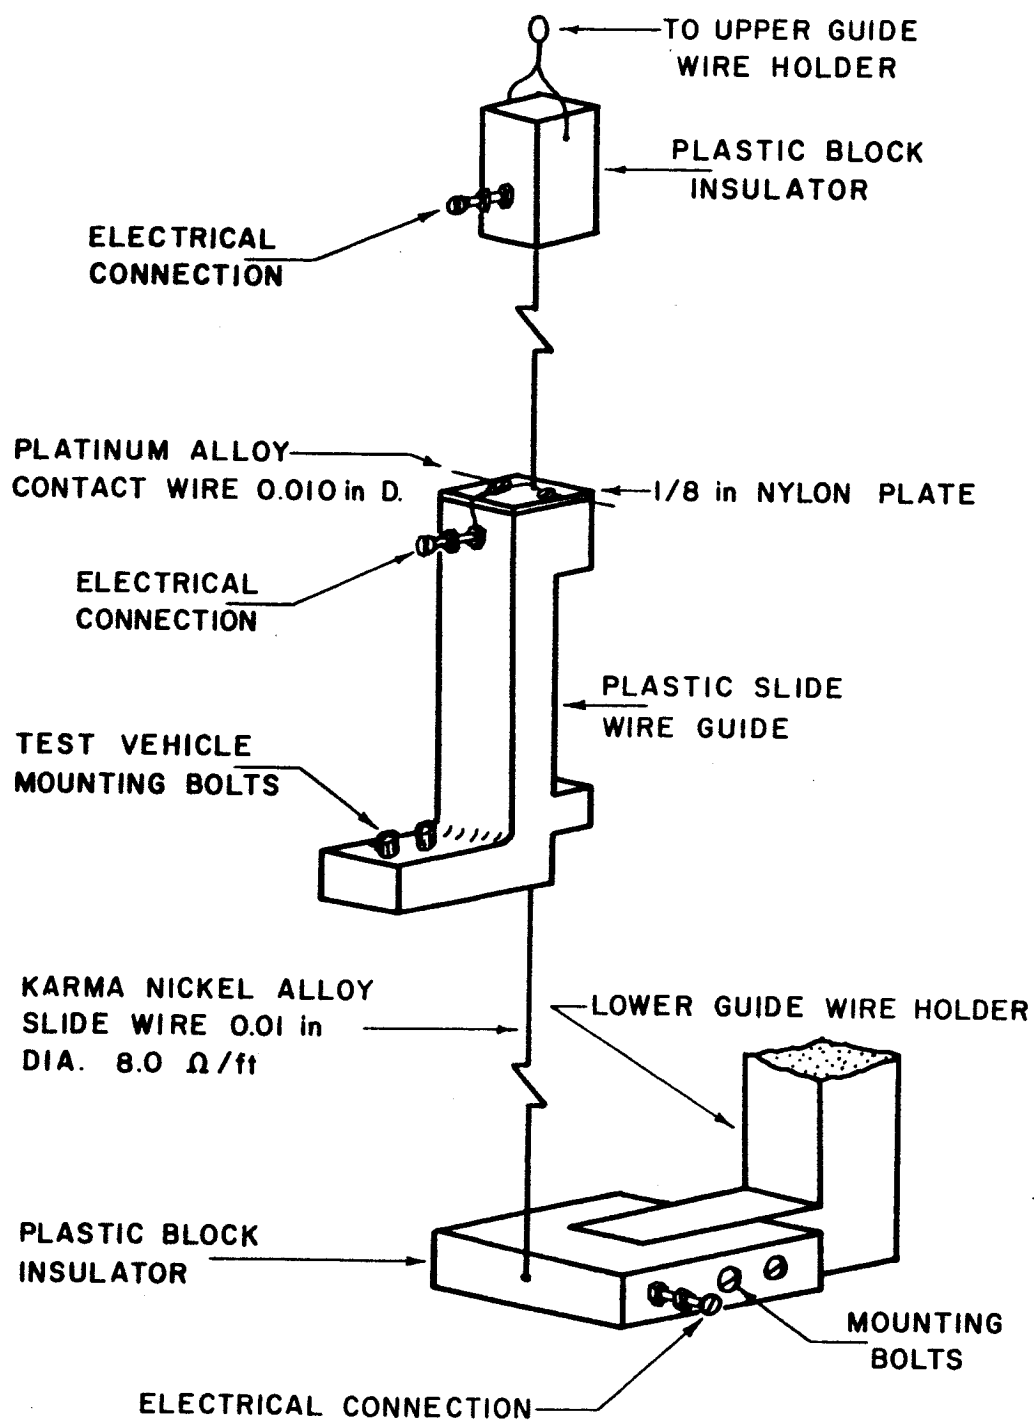 TO UPPER GUIDE
WIRE HOLDER
PLASTIC BLOCK
INSULATOR
ELECTRICAL
CONNECTION
PLATINUM ALLOY
CONTACT WIRE 0.010 in D.
1/8 in NYLON PLATE
ELECTRICAL
CONNECTION
PLASTIC SLIDE
WIRE GUIDE
TEST VEHICLE
MOUNTING BOLTS
KARMA NICKEL ALLOY
SLIDE WIRE 0.01 in
DIA. 8.0 Ω/ft
LOWER GUIDE WIRE HOLDER
PLASTIC BLOCK
INSULATOR
MOUNTING
BOLTS
ELECTRICAL CONNECTION